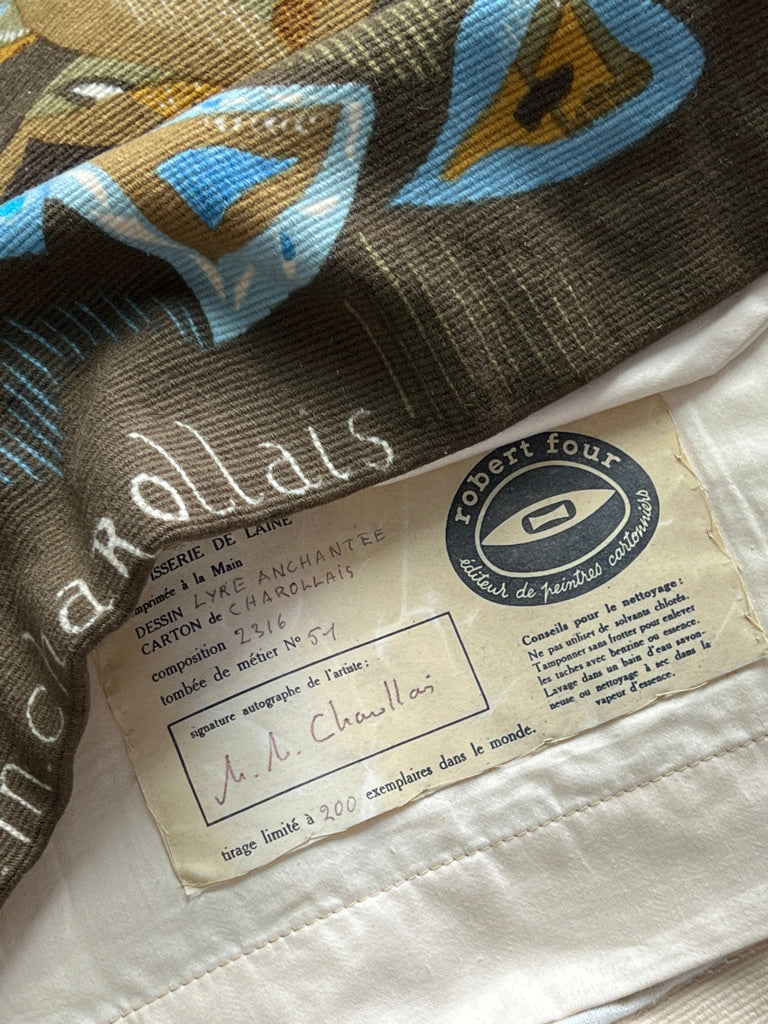 m.charollais
robert four
éditeur de peintres cartonniers
ISSERIE DE LAINE
mprimée à la Main
DESSIN LYRE ANCHANTÉE
CARTON de CHAROLLAIS
composition 2316
tombée de métier Nº 51
signature autographe de l'artiste :
M. M. Charollais
tirage limité à 200 exemplaires dans le monde.
Conseils pour le nettoyage :
Ne pas utiliser de solvants chlorés.
Tamponner sans frotter pour enlever
les taches avec benzine ou essence.
Lavage dans un bain d'eau savon-
neuse ou nettoyage à sec dans la
vapeur d'essence.